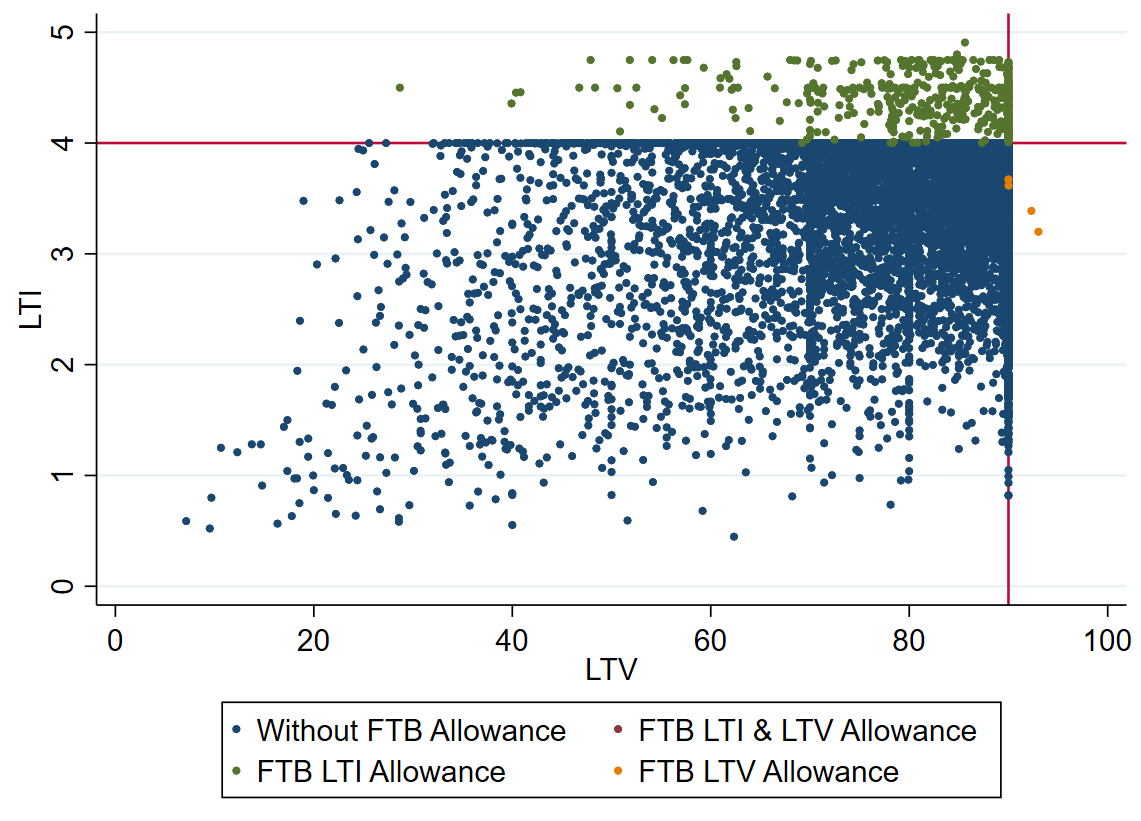 5
4
3
2
1
0
LTI
0 20 40 60 80 100
LTV
Without FTB Allowance FTB LTI & LTV Allowance
FTB LTI Allowance FTB LTV Allowance